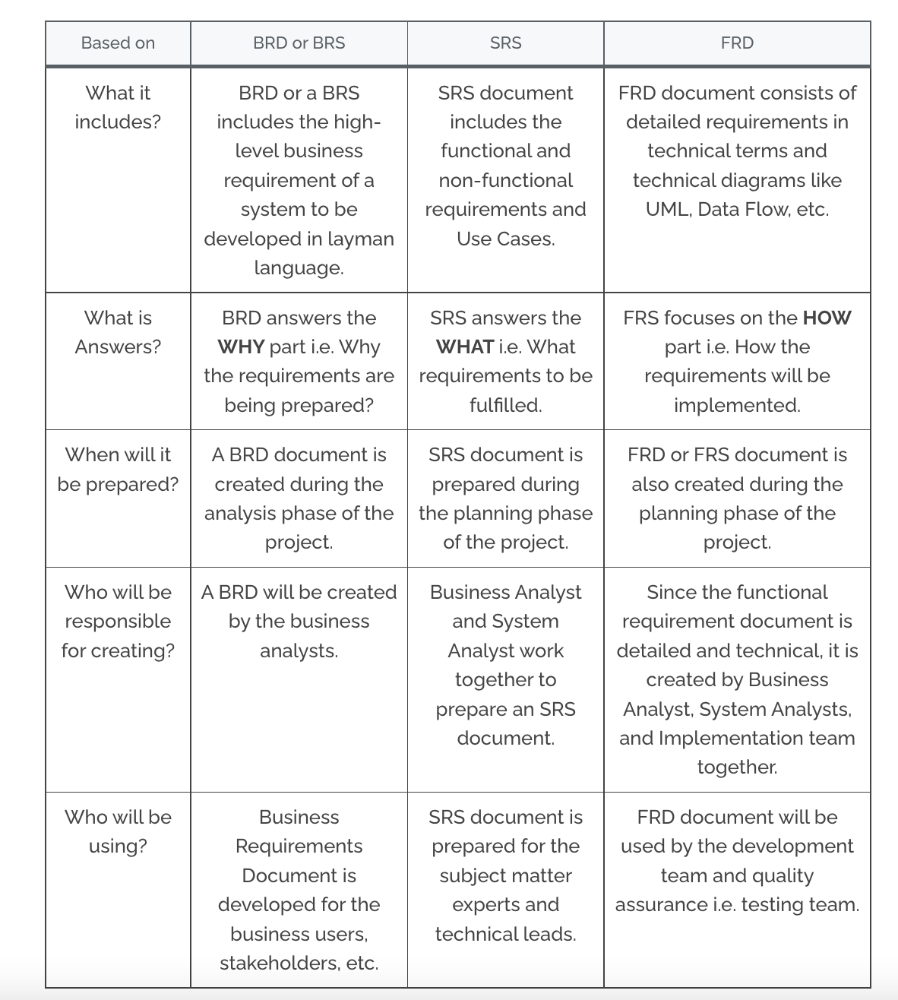 Based on
BRD or BRS
SRS
FRD
What it
includes?
BRD or a BRS
includes the high-
level business
requirement of a
system to be
developed in layman
language.
SRS document
includes the
functional and
non-functional
requirements and
Use Cases.
FRD document consists of
detailed requirements in
technical terms and
technical diagrams like
UML, Data Flow, etc.
What is
Answers?
BRD answers the
WHY part i.e. Why
the requirements are
being prepared?
SRS answers the
WHAT i.e. What
requirements to be
fulfilled.
FRS focuses on the HOW
part i.e. How the
requirements will be
implemented.
When will it
be prepared?
A BRD document is
created during the
analysis phase of the
project.
SRS document is
prepared during
the planning phase
of the project.
FRD or FRS document is
also created during the
planning phase of the
project.
Who will be
responsible
for creating?
A BRD will be created
by the business
analysts.
Business Analyst
and System
Analyst work
together to
prepare an SRS
document.
Since the functional
requirement document is
detailed and technical, it is
created by Business
Analyst, System Analysts,
and Implementation team
together.
Who will be
using?
Business
Requirements
Document is
developed for the
business users,
stakeholders, etc.
SRS document is
prepared for the
subject matter
experts and
technical leads.
FRD document will be
used by the development
team and quality
assurance i.e. testing team.